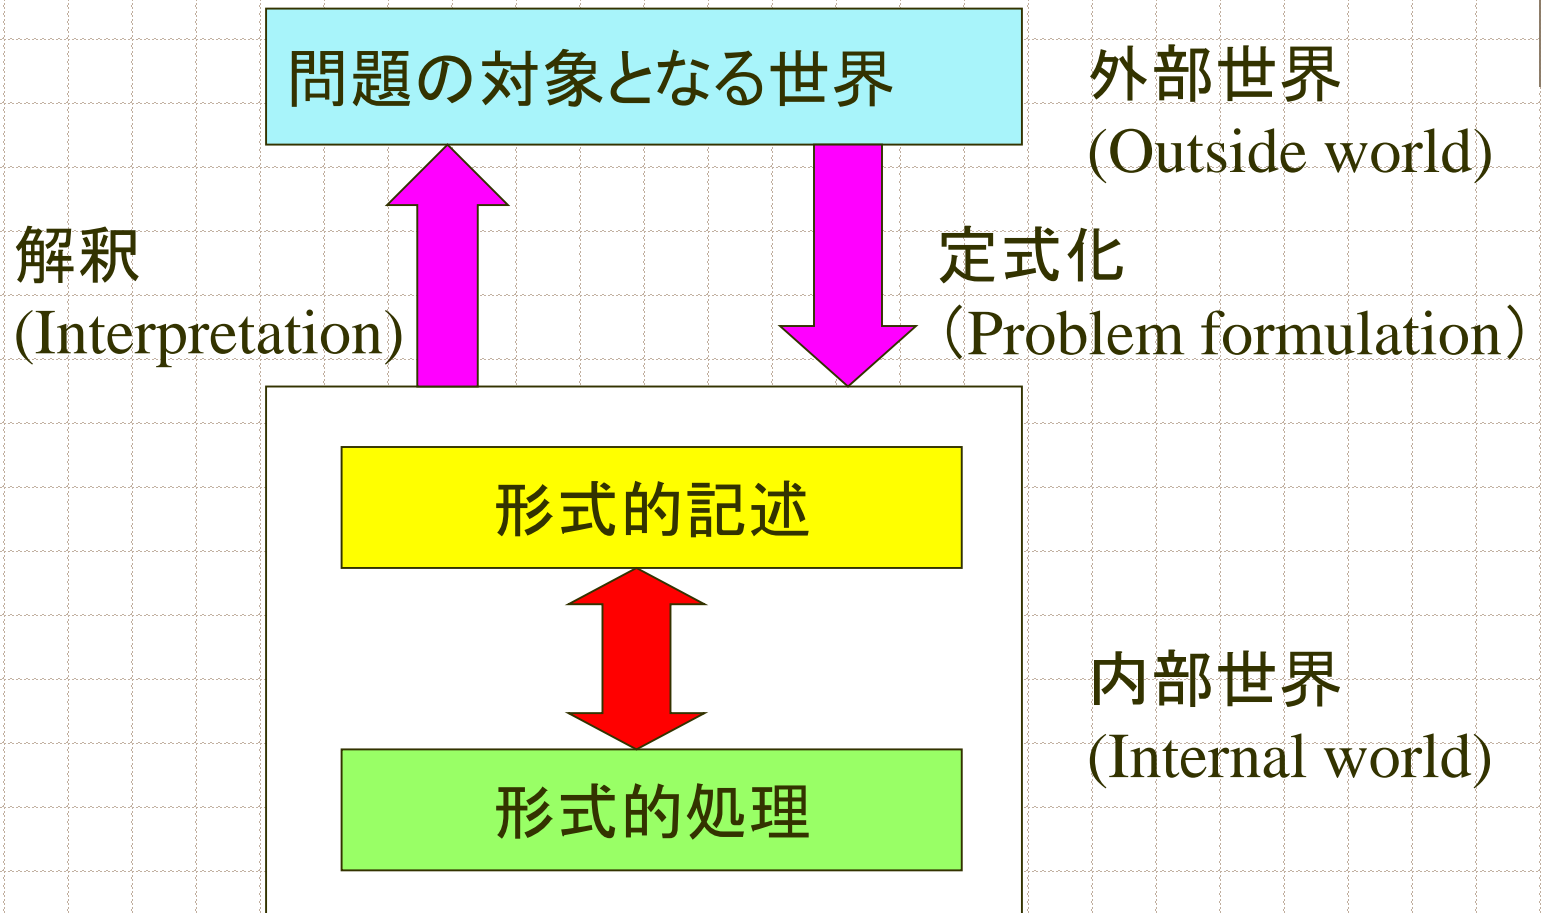 問題の対象となる世界
外部世界
(Outside world)
解釈
(Interpretation)
定式化
（Problem formulation）
形式的記述
内部世界
(Internal world)
形式的処理